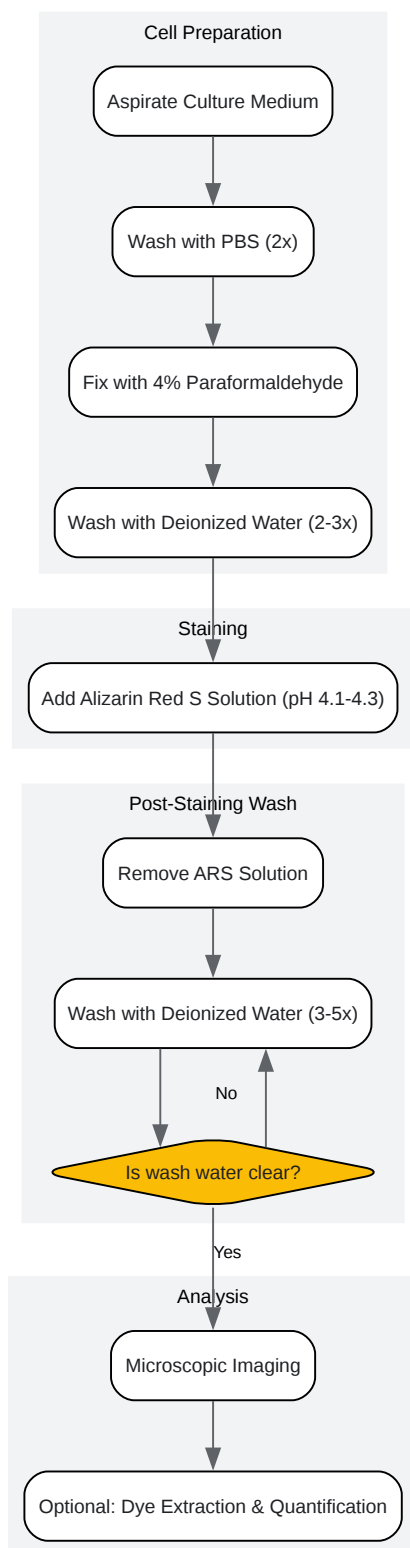 Cell Preparation
Aspirate Culture Medium
Wash with PBS (2x)
Fix with 4% Paraformaldehyde
Wash with Deionized Water (2-3x)
Staining
Add Alizarin Red S Solution (pH 4.1-4.3)
Post-Staining Wash
Remove ARS Solution
Wash with Deionized Water (3-5x)
No
Is wash water clear?
Yes
Analysis
Microscopic Imaging
Optional: Dye Extraction & Quantification